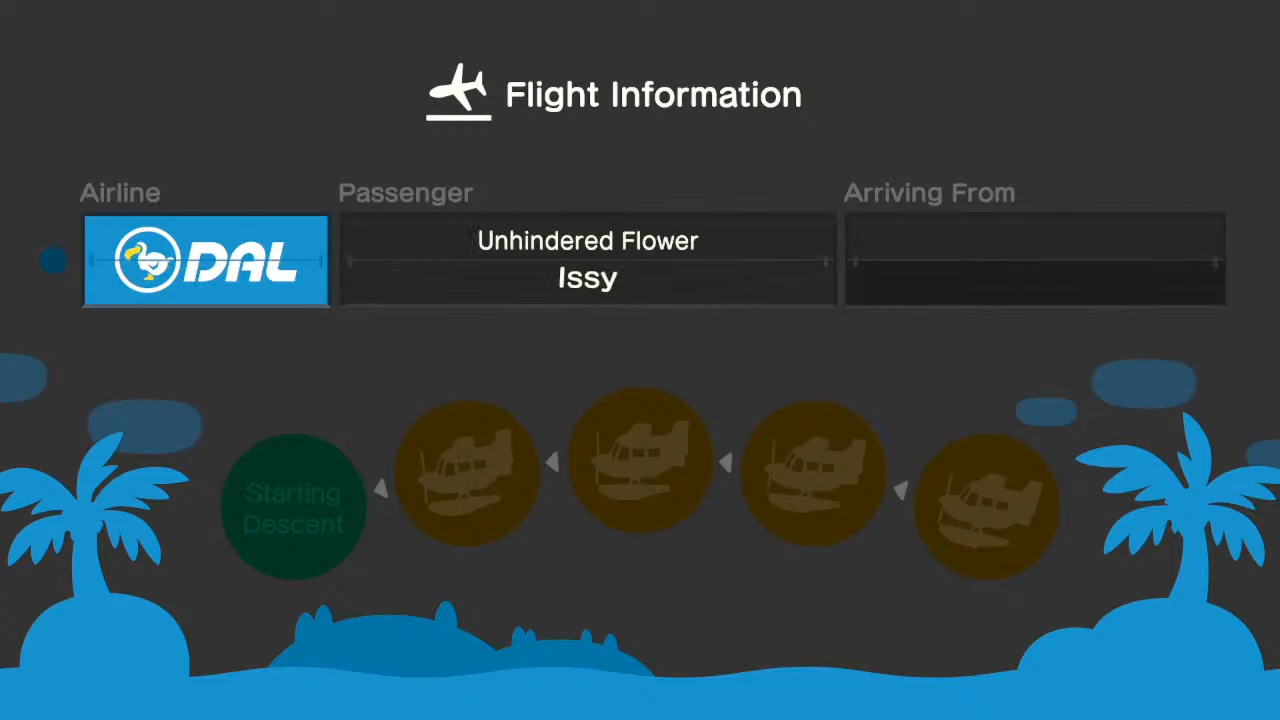 Flight Information
Airline
Passenger
Arriving From
DAL
Unhindered Flower
Issy
Starting
Descent